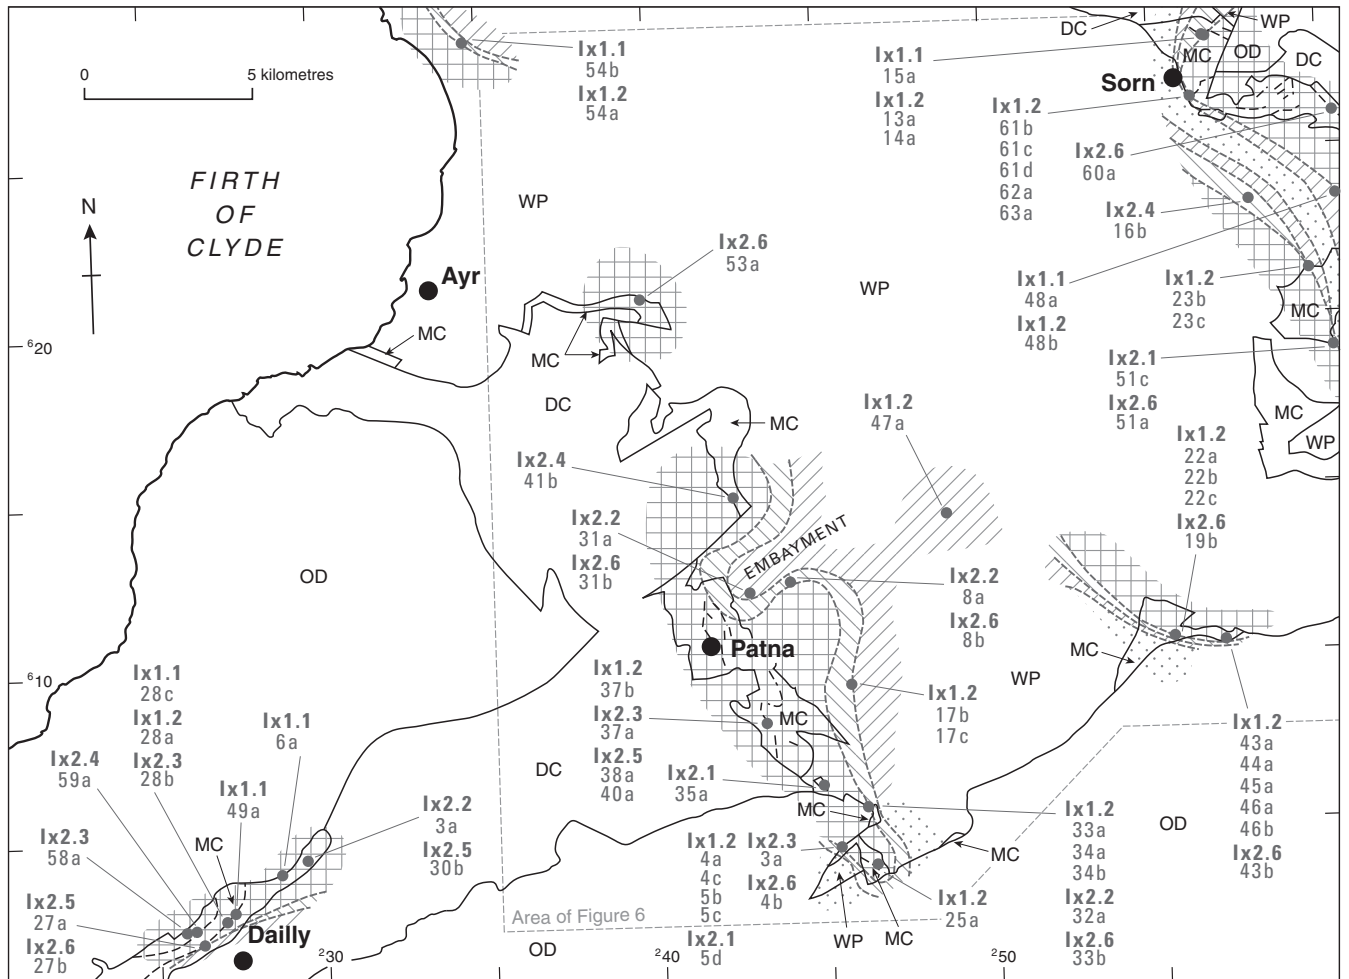 0
5 kilometres
FIRTH
OF
CLYDE
N
Ayr
MC
Ix1.1
54b
Ix1.2
54a
WP
Ix1.1
15a
Ix1.2
13a
14a
DC
WP
MC
OD
DC
Sorn
Ix1.2
61b
61c
61d
62a
63a
Ix2.6
60a
Ix2.4
16b
Ix1.1
48a
Ix1.2
48b
Ix1.2
23b
23c
MC
Ix2.1
51c
Ix2.6
51a
MC
WP
Ix2.6
53a
MC
WP
DC
MC
⁶20
Ix1.2
47a
Ix2.4
41b
Ix2.2
31a
Ix2.6
31b
EMBAYMENT
Ix1.2
22a
22b
22c
Ix2.6
19b
OD
Ix2.2
8a
Ix2.6
8b
Patna
MC
WP
⁶10
Ix1.2
37b
Ix2.3
37a
Ix2.5
38a
40a
MC
Ix1.2
17b
17c
Ix1.2
43a
44a
45a
46a
46b
Ix2.6
43b
Ix1.1
28c
Ix1.2
28a
Ix2.3
28b
Ix1.1
6a
Ix2.4
59a
Ix1.1
49a
DC
Ix2.1
35a
MC
Ix2.2
3a
Ix2.5
30b
Ix2.3
58a
MC
Ix1.2
33a
34a
34b
Ix2.2
32a
Ix2.6
33b
OD
MC
Ix1.2
4a
4c
5b
5c
Ix2.1
5d
Ix2.3
3a
Ix2.6
4b
Ix1.2
25a
Ix2.5
27a
Ix2.6
27b
Dailly
Area of Figure 6
OD
WP
MC
²30
²40
²50